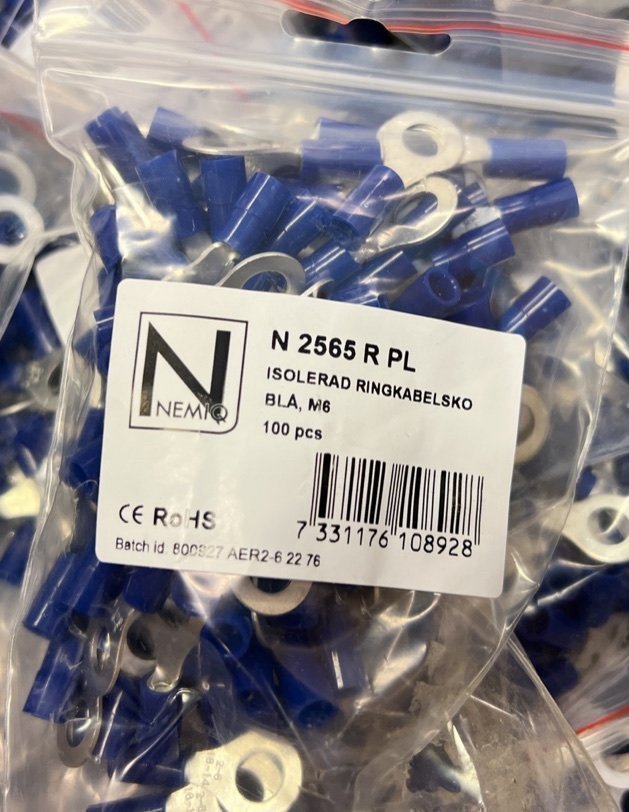 N
NEMIQ
N 2565 R PL
ISOLERAD RINGKABELSKO
BLÅ, M6
100 pcs
CE RoHS
7 331176 108928
Batch id: 800827 AER2-6 22 76